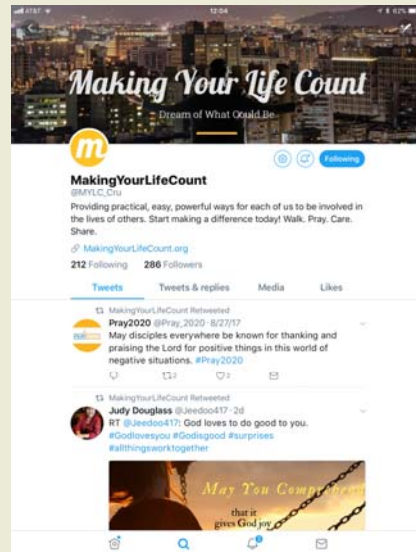 AT&T
12:04
62%
Making Your Life Count
Dream of What Could Be
m
Following
MakingYourLifeCount
@MYLC_Cru
Providing practical, easy, powerful ways for each of us to be involved in
the lives of others. Start making a difference today! Walk. Pray. Care.
Share.
MakingYourLifeCount.org
212 Following 286 Followers
Tweets Tweets & replies Media Likes
MakingYourLifeCount Retweeted
Pray2020 @Pray_2020 · 8/27/17
May disciples everywhere be known for thanking and
praising the Lord for positive things in this world of
negative situations. #Pray2020
2 2
MakingYourLifeCount Retweeted
Judy Douglass @Jeedoo417 · 2d
RT @Jeedoo417: God loves to do good to you.
#Godlovesyou #Godisgood #surprises
#allthingsworktogether
May You Comprehend
that it
gives God joy